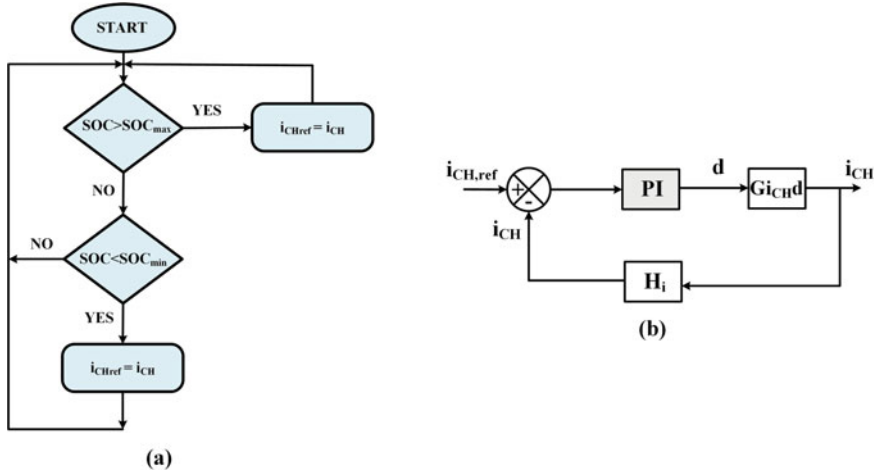 START
SOC>SOCmax
YES
iCHref = iCH
NO
SOC<SOCmin
NO
YES
iCHref = iCH
(a)
iCH,ref
+
-
iCH
PI
d
GiCHd
iCH
Hi
(b)